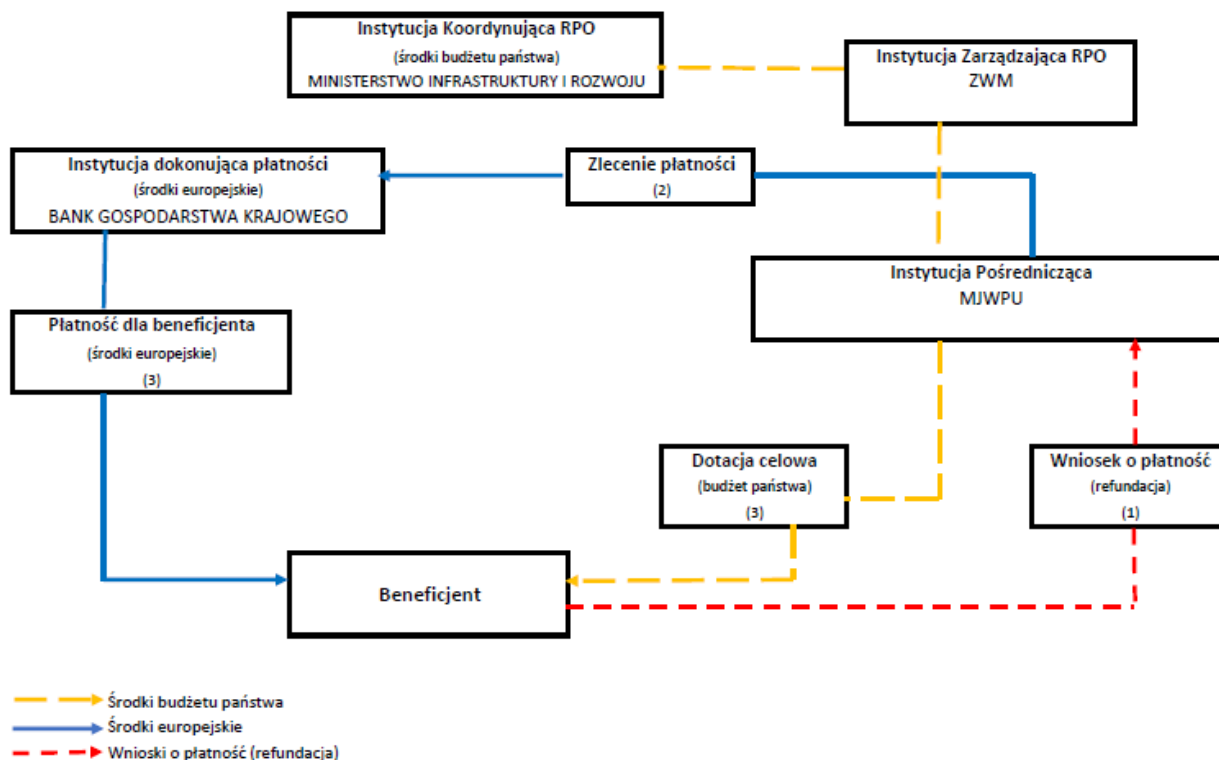 Instytucja Koordynująca RPO
(środki budżetu państwa)
MINISTERSTWO INFRASTRUKTURY I ROZWOJU
Instytucja Zarządzająca RPO
ZWM
Instytucja dokonująca płatności
(środki europejskie)
BANK GOSPODARSTWA KRAJOWEGO
Zlecenie płatności
(2)
Instytucja Pośrednicząca
MJWPU
Płatność dla beneficjenta
(środki europejskie)
(3)
Dotacja celowa
(budżet państwa)
(3)
Wniosek o płatność
(refundacja)
(1)
Beneficjent
Środki budżetu państwa
Środki europejskie
Wnioski o płatność (refundacja)